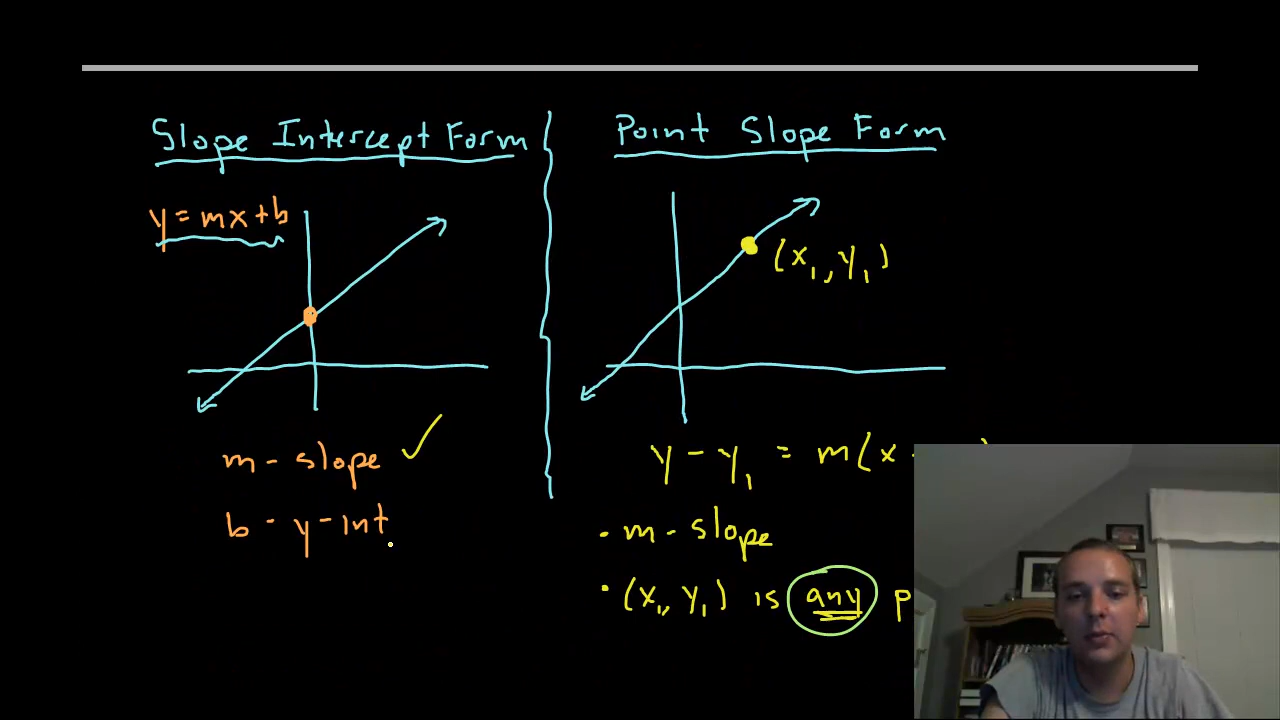 Slope Intercept Form
y = mx + b
m - slope
b - y-int
Point Slope Form
(x₁, y₁)
y - y₁ = m(x
• m - slope
• (x₁, y₁) is any p